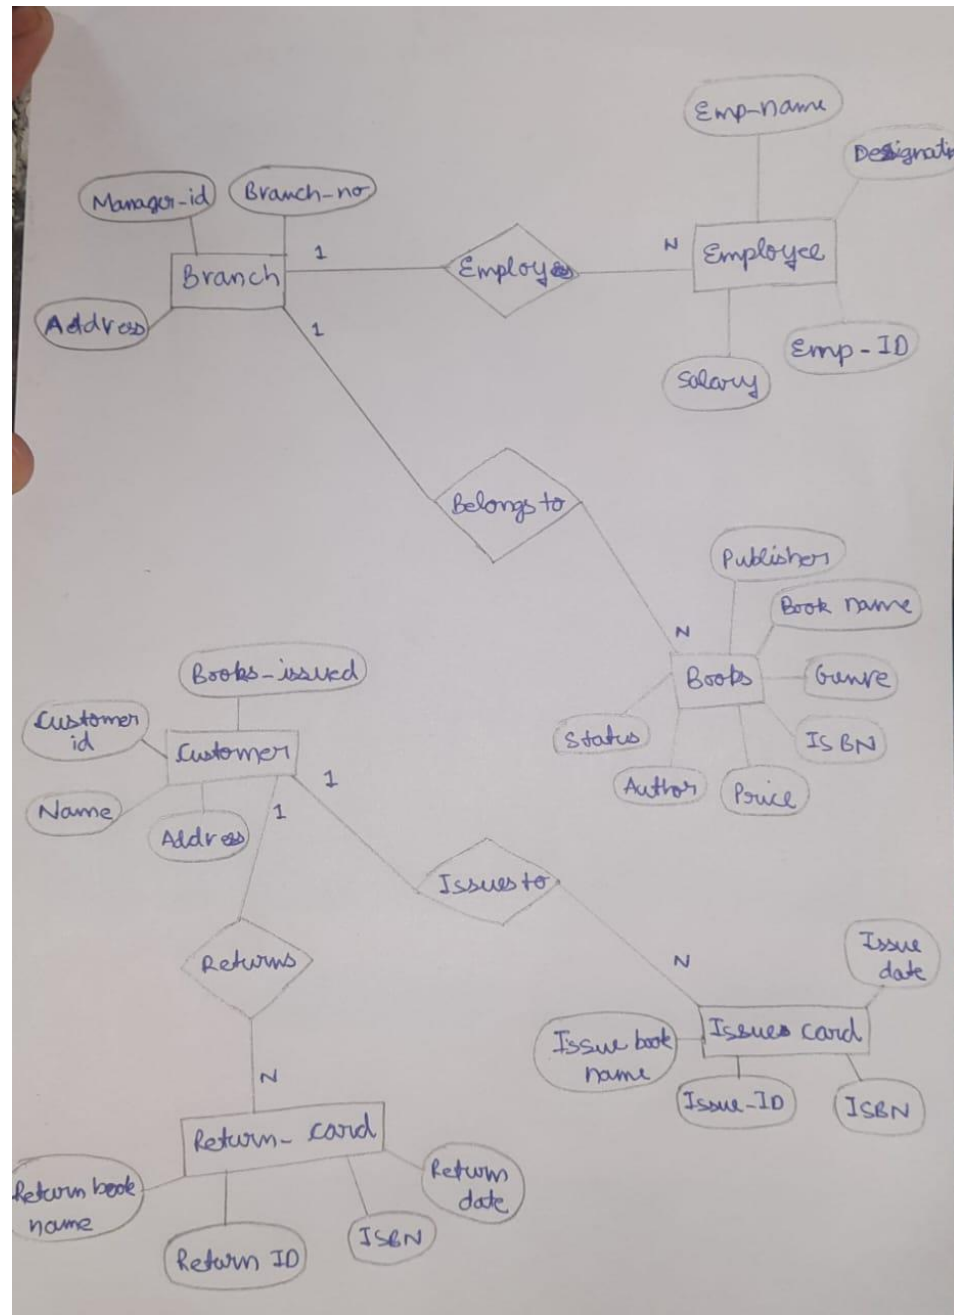 Emp-name
Designati
Manager-id
Branch-no
Branch
1
Employs
N
Employee
Address
1
Emp-ID
Salary
Belongs to
Publisher
Book name
N
Books
Genre
Books-issued
Customer
id
Customer
Status
ISBN
Name
Address
1
1
Author
Price
Issues to
Returns
Issue
date
N
Issue book
name
Issues card
Issue-ID
ISBN
N
Return-card
Return book
name
Return
date
Return ID
ISBN